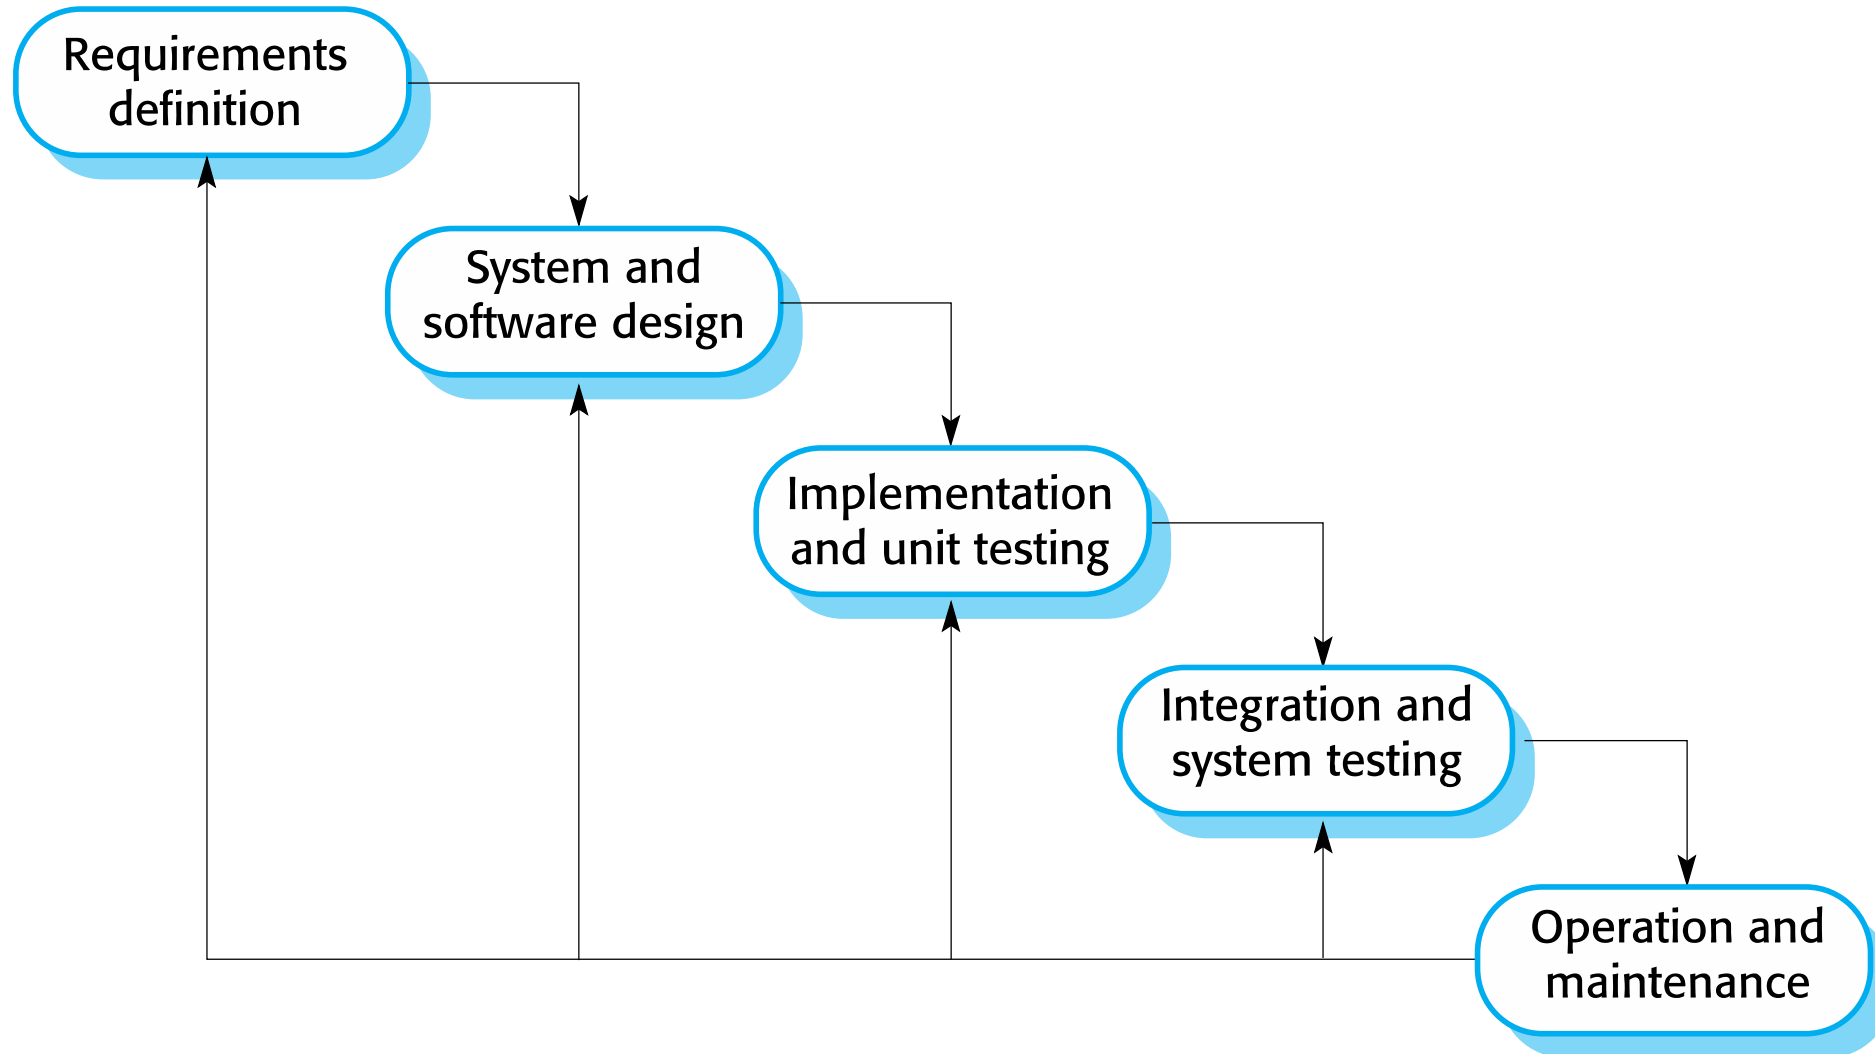 Requirements
definition
System and
software design
Implementation
and unit testing
Integration and
system testing
Operation and
maintenance